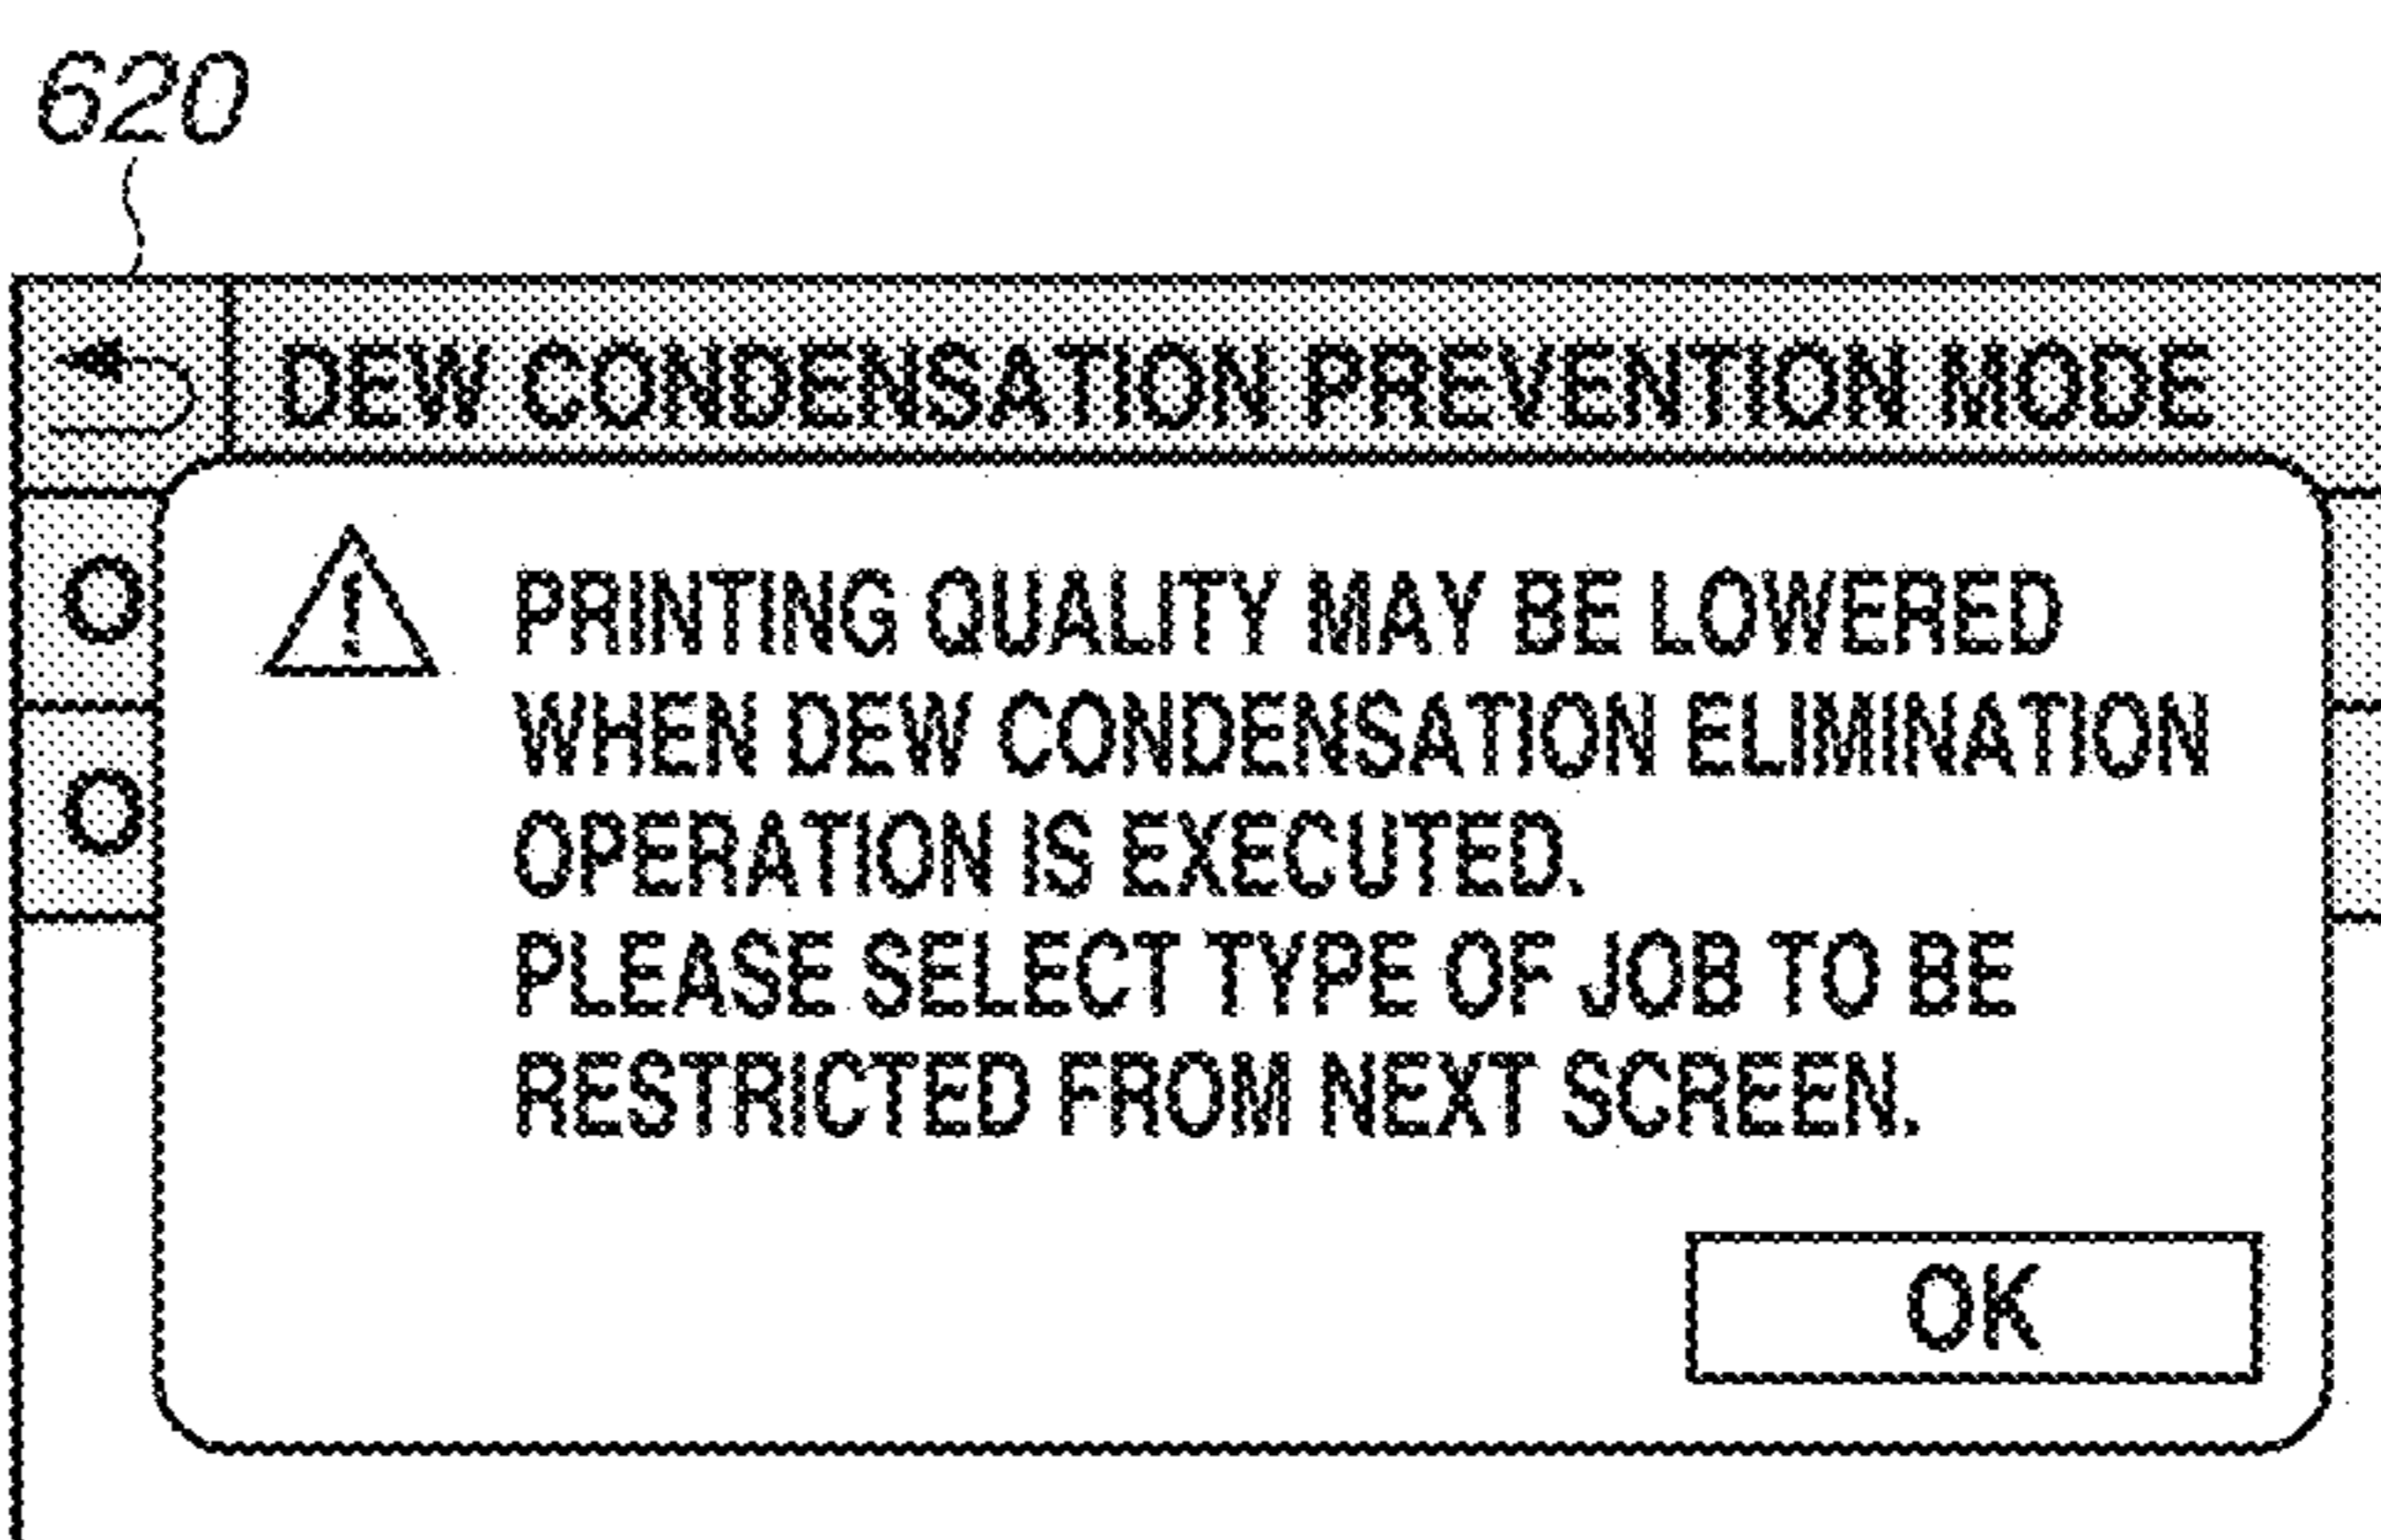 620
DEW CONDENSATION PREVENTION MODE
PRINTING QUALITY MAY BE LOWERED
WHEN DEW CONDENSATION ELIMINATION
OPERATION IS EXECUTED.
PLEASE SELECT TYPE OF JOB TO BE
RESTRICTED FROM NEXT SCREEN.
OK